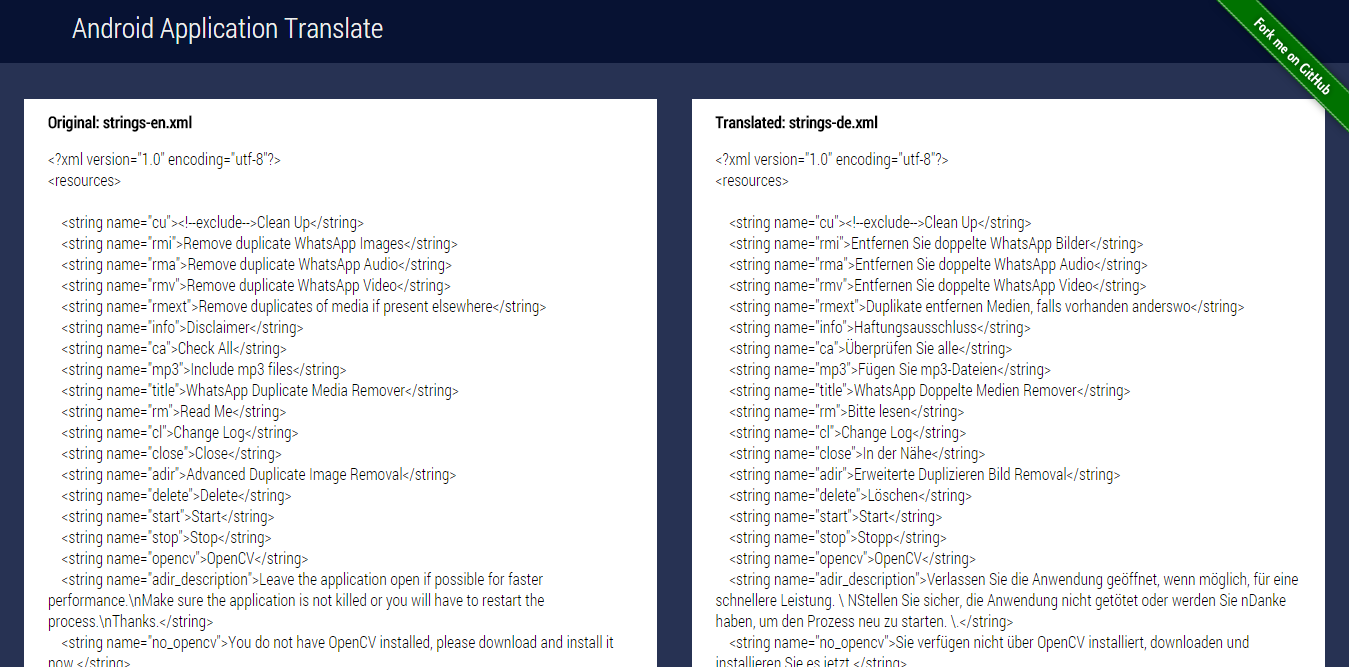 Android Application Translate
Fork me on GitHub
Original: strings-en.xml
<?xml version="1.0" encoding="utf-8"?>
<resources>
<string name="cu"><!--exclude-->Clean Up</string>
<string name="rmi">Remove duplicate WhatsApp Images</string>
<string name="rma">Remove duplicate WhatsApp Audio</string>
<string name="rmv">Remove duplicate WhatsApp Video</string>
<string name="rmext">Remove duplicates of media if present elsewhere</string>
<string name="info">Disclaimer</string>
<string name="ca">Check All</string>
<string name="mp3">Include mp3 files</string>
<string name="title">WhatsApp Duplicate Media Remover</string>
<string name="rm">Read Me</string>
<string name="cl">Change Log</string>
<string name="close">Close</string>
<string name="adir">Advanced Duplicate Image Removal</string>
<string name="delete">Delete</string>
<string name="start">Start</string>
<string name="stop">Stop</string>
<string name="opencv">OpenCV</string>
<string name="adir_description">Leave the application open if possible for faster
performance.\nMake sure the application is not killed or you will have to restart the
process.\nThanks.</string>
<string name="no_opencv">You do not have OpenCV installed, please download and install it
now.</string>
Translated: strings-de.xml
<?xml version="1.0" encoding="utf-8"?>
<resources>
<string name="cu"><!--exclude-->Clean Up</string>
<string name="rmi">Entfernen Sie doppelte WhatsApp Bilder</string>
<string name="rma">Entfernen Sie doppelte WhatsApp Audio</string>
<string name="rmv">Entfernen Sie doppelte WhatsApp Video</string>
<string name="rmext">Duplikate entfernen Medien, falls vorhanden anderswo</string>
<string name="info">Haftungsausschluss</string>
<string name="ca">Überprüfen Sie alle</string>
<string name="mp3">Fügen Sie mp3-Dateien</string>
<string name="title">WhatsApp Doppelte Medien Remover</string>
<string name="rm">Bitte lesen</string>
<string name="cl">Change Log</string>
<string name="close">In der Nähe</string>
<string name="adir">Erweiterte Duplizieren Bild Removal</string>
<string name="delete">Löschen</string>
<string name="start">Start</string>
<string name="stop">Stopp</string>
<string name="opencv">OpenCV</string>
<string name="adir_description">Verlassen Sie die Anwendung geöffnet, wenn möglich, für eine
schnellere Leistung. \ NStellen Sie sicher, die Anwendung nicht getötet oder werden Sie nDanke
haben, um den Prozess neu zu starten. \.</string>
<string name="no_opencv">Sie verfügen nicht über OpenCV installiert, downloaden und
installieren Sie es jetzt.</string>